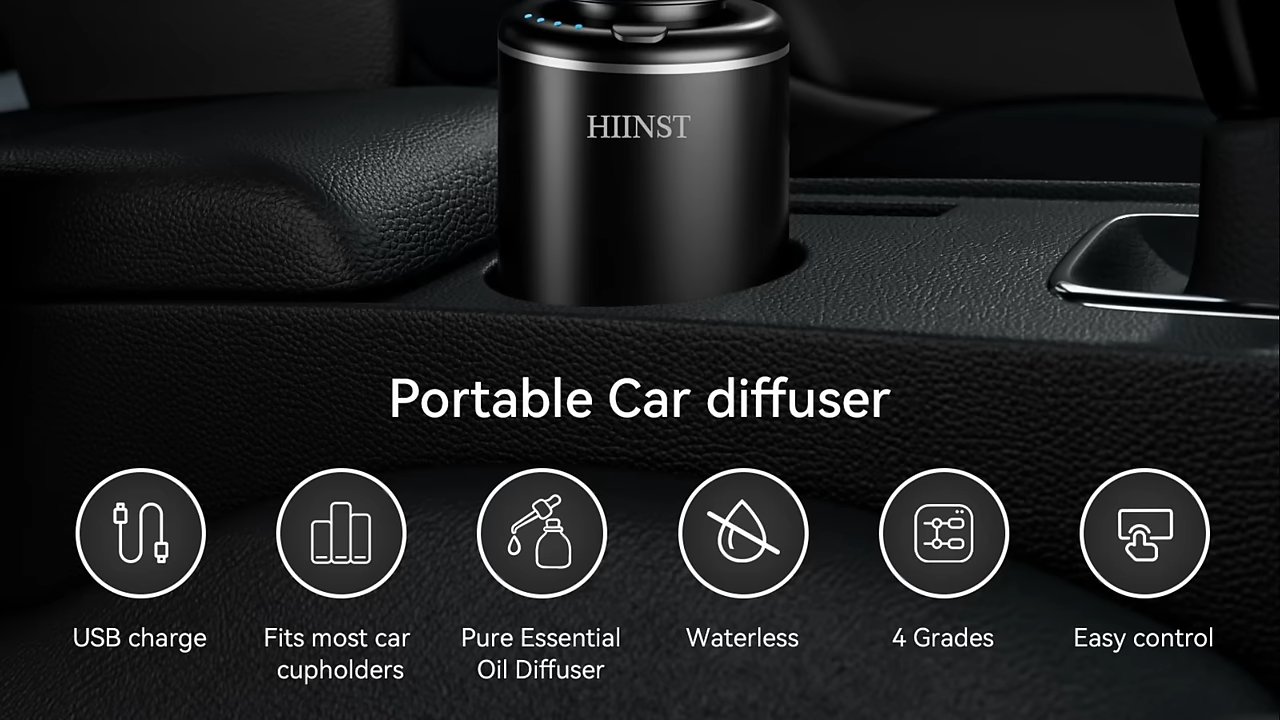 HIINST
Portable Car diffuser
USB charge
Fits most car
cupholders
Pure Essential
Oil Diffuser
Waterless
4 Grades
Easy control